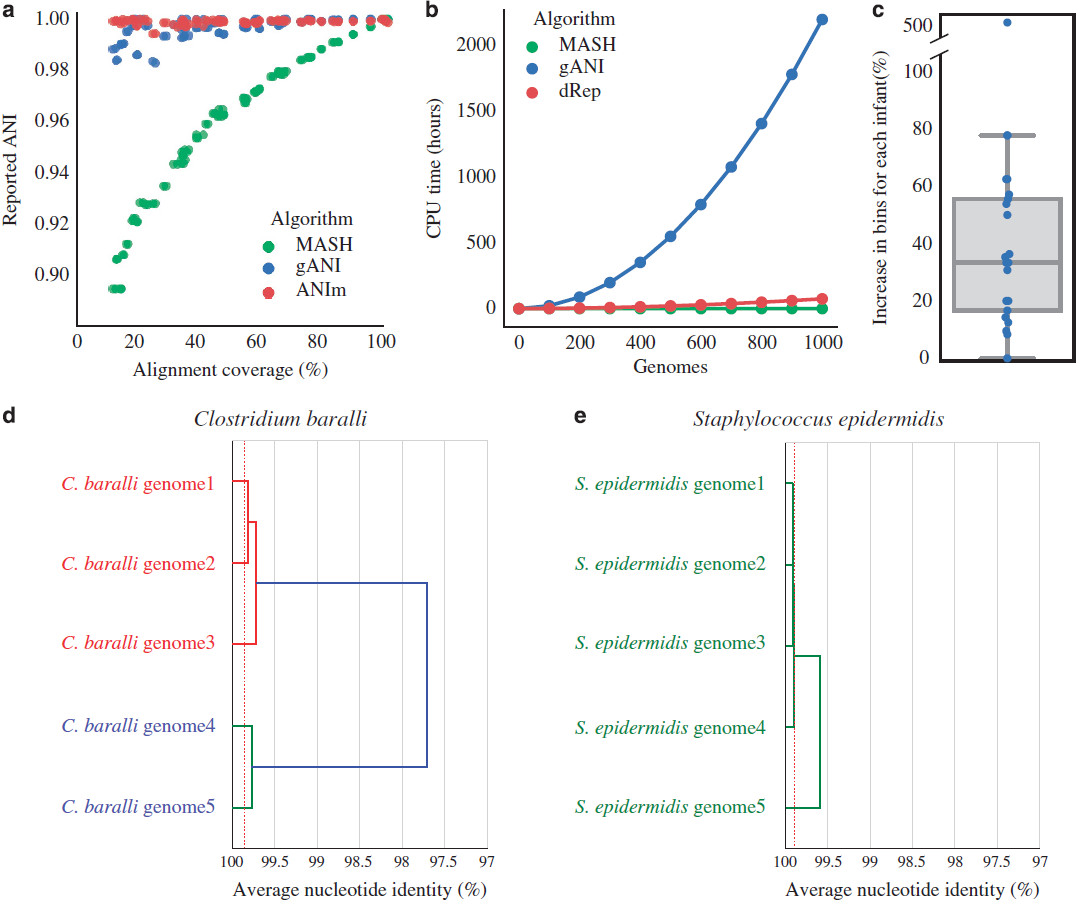 a
1.00
0.98
0.96
0.94
0.92
0.90
Reported ANI
Algorithm
MASH
gANI
ANIm
0 20 40 60 80 100
Alignment coverage (%)
b
Algorithm
MASH
gANI
dRep
2000
1500
1000
500
0
CPU time (hours)
0 200 400 600 800 1000
Genomes
c
500
100
80
60
40
20
0
Increase in bins for each infant(%)
d
Clostridium baralli
C. baralli genome1
C. baralli genome2
C. baralli genome3
C. baralli genome4
C. baralli genome5
100 99.5 99 98.5 98 97.5 97
Average nucleotide identity (%)
e
Staphylococcus epidermidis
S. epidermidis genome1
S. epidermidis genome2
S. epidermidis genome3
S. epidermidis genome4
S. epidermidis genome5
100 99.5 99 98.5 98 97.5 97
Average nucleotide identity (%)